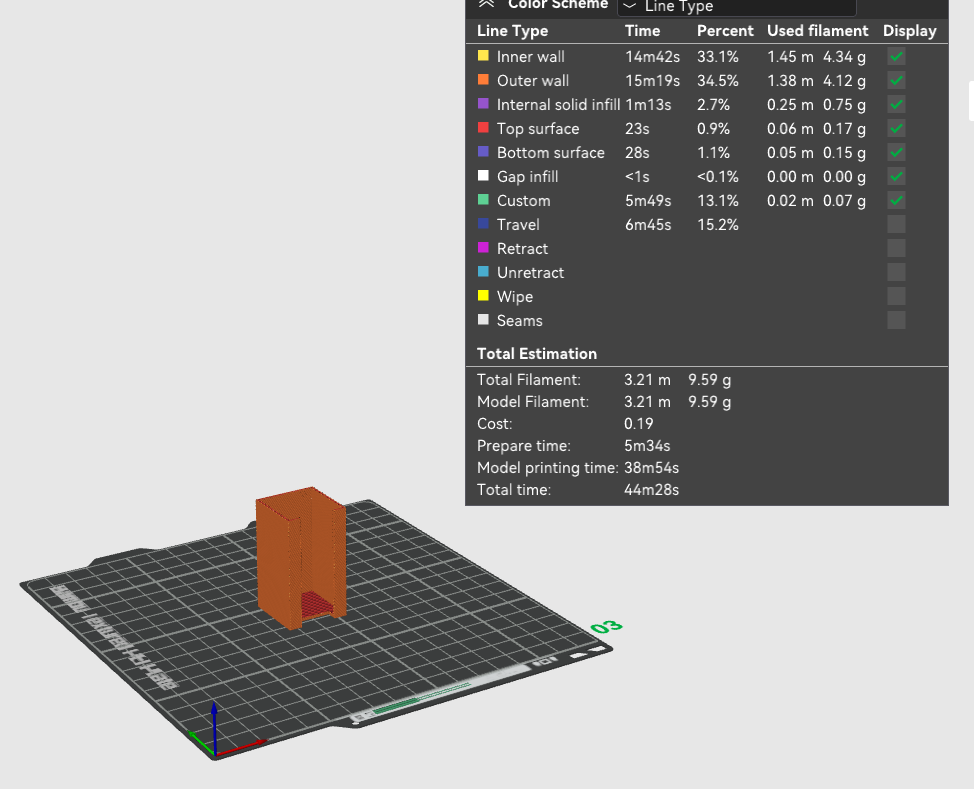 Color Scheme Line Type
Line Type Time Percent Used filament Display
Inner wall 14m42s 33.1% 1.45 m 4.34 g
Outer wall 15m19s 34.5% 1.38 m 4.12 g
Internal solid infill 1m13s 2.7% 0.25 m 0.75 g
Top surface 23s 0.9% 0.06 m 0.17 g
Bottom surface 28s 1.1% 0.05 m 0.15 g
Gap infill <1s <0.1% 0.00 m 0.00 g
Custom 5m49s 13.1% 0.02 m 0.07 g
Travel 6m45s 15.2%
Retract
Unretract
Wipe
Seams
Total Estimation
Total Filament: 3.21 m 9.59 g
Model Filament: 3.21 m 9.59 g
Cost: 0.19
Prepare time: 5m34s
Model printing time: 38m54s
Total time: 44m28s
03